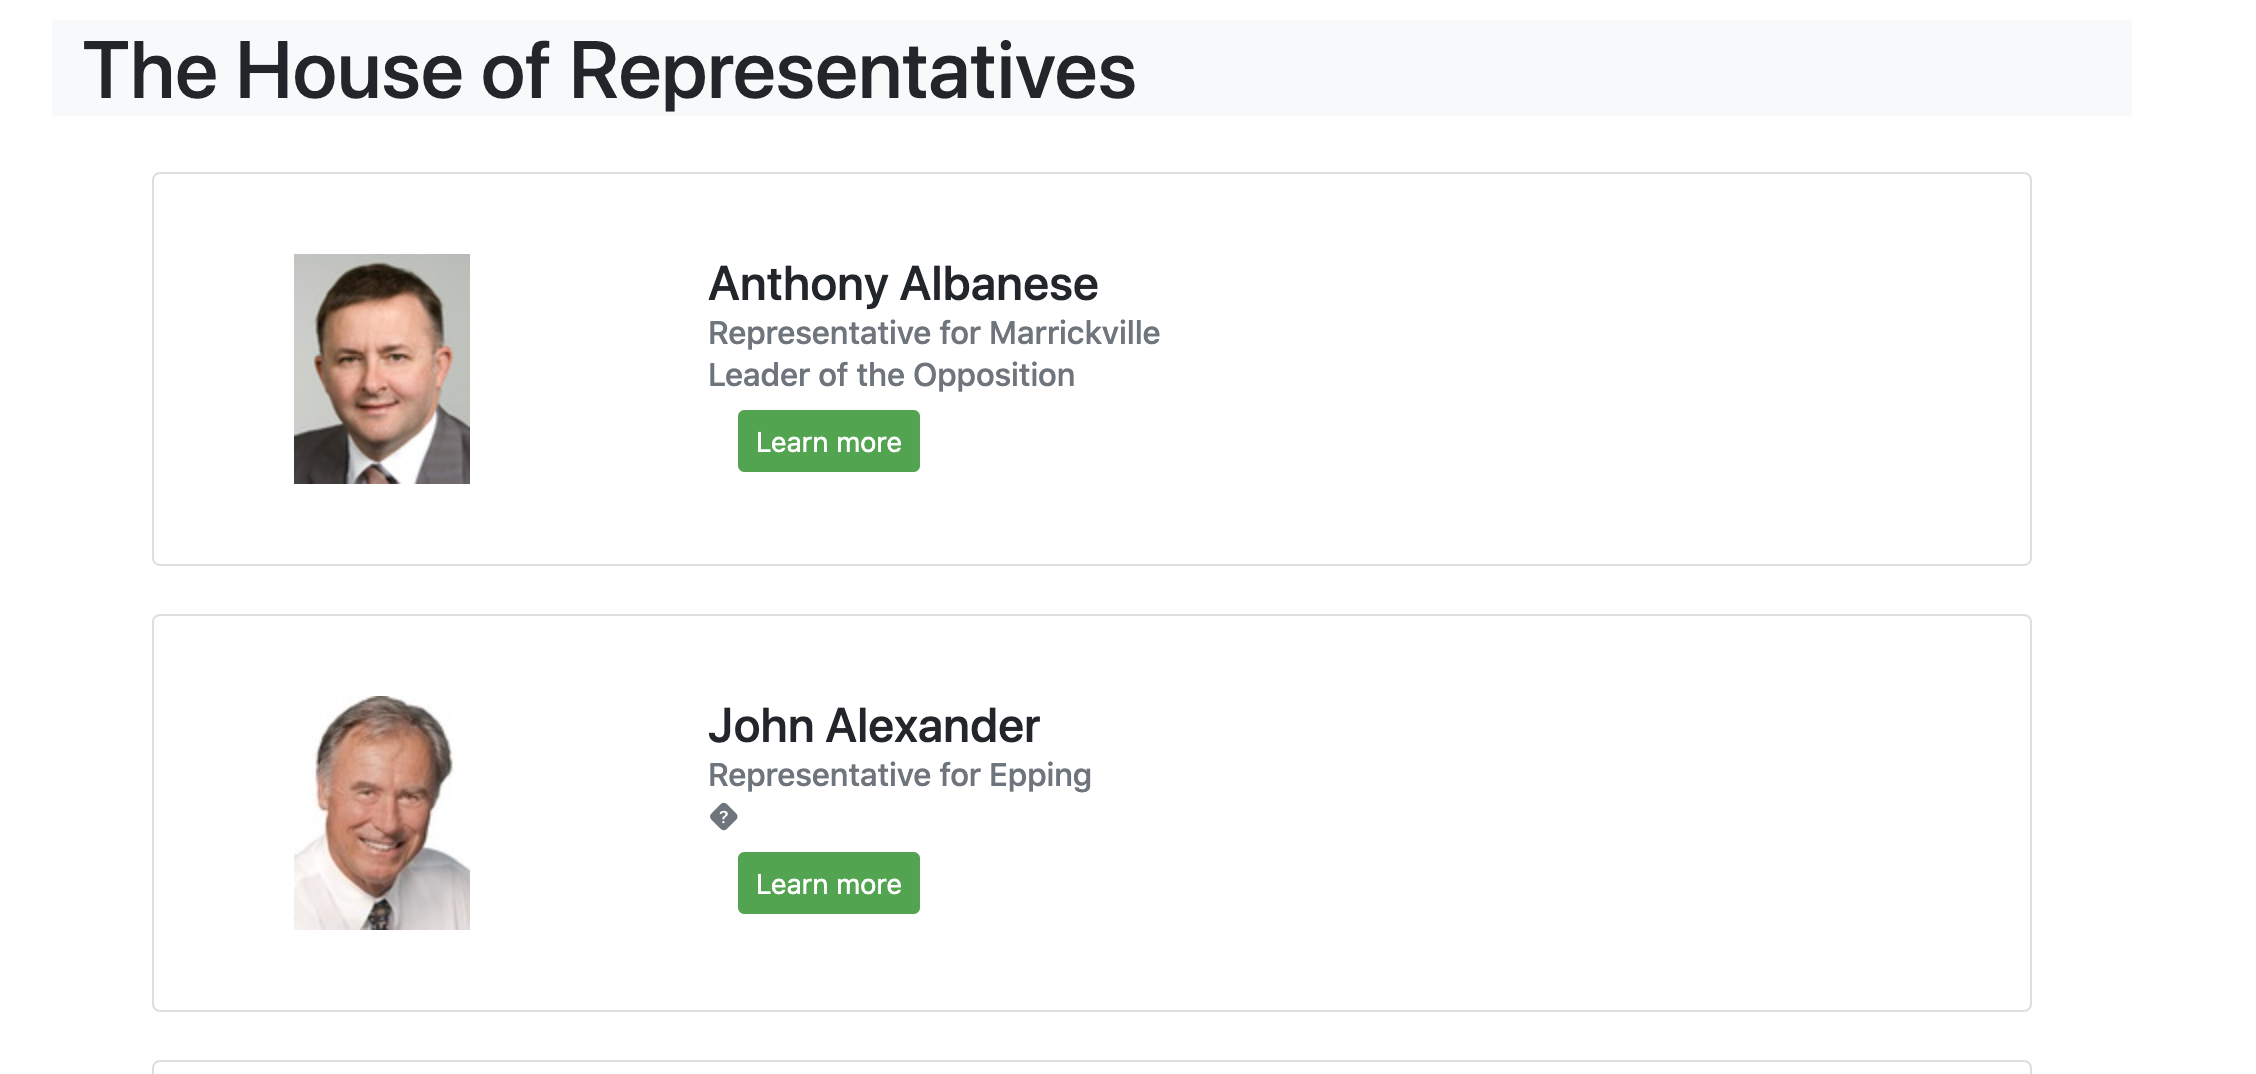 The House of Representatives
Anthony Albanese
Representative for Marrickville
Leader of the Opposition
Learn more
John Alexander
Representative for Epping
?
Learn more